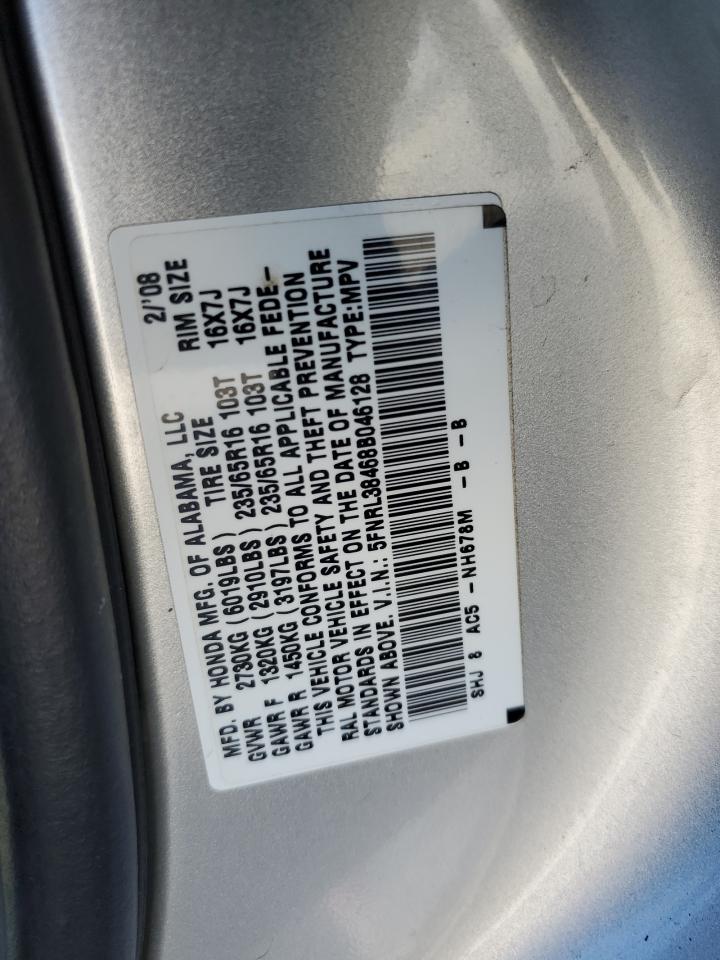 MFD. BY HONDA MFG. OF ALABAMA, LLC 2/'08
TIRE SIZE RIM SIZE
GVWR 2730KG (6019LBS)
GAWR F 1320KG (2910LBS) 235/65R16 103T 16X7J
GAWR R 1450KG (3197LBS) 235/65R16 103T 16X7J
THIS VEHICLE CONFORMS TO ALL APPLICABLE FEDE-
RAL MOTOR VEHICLE SAFETY AND THEFT PREVENTION
STANDARDS IN EFFECT ON THE DATE OF MANUFACTURE
SHOWN ABOVE. V.I.N.: 5FNRL38468B046128 TYPE:MPV
SHJ 8 AC5 - NH678M - B - B